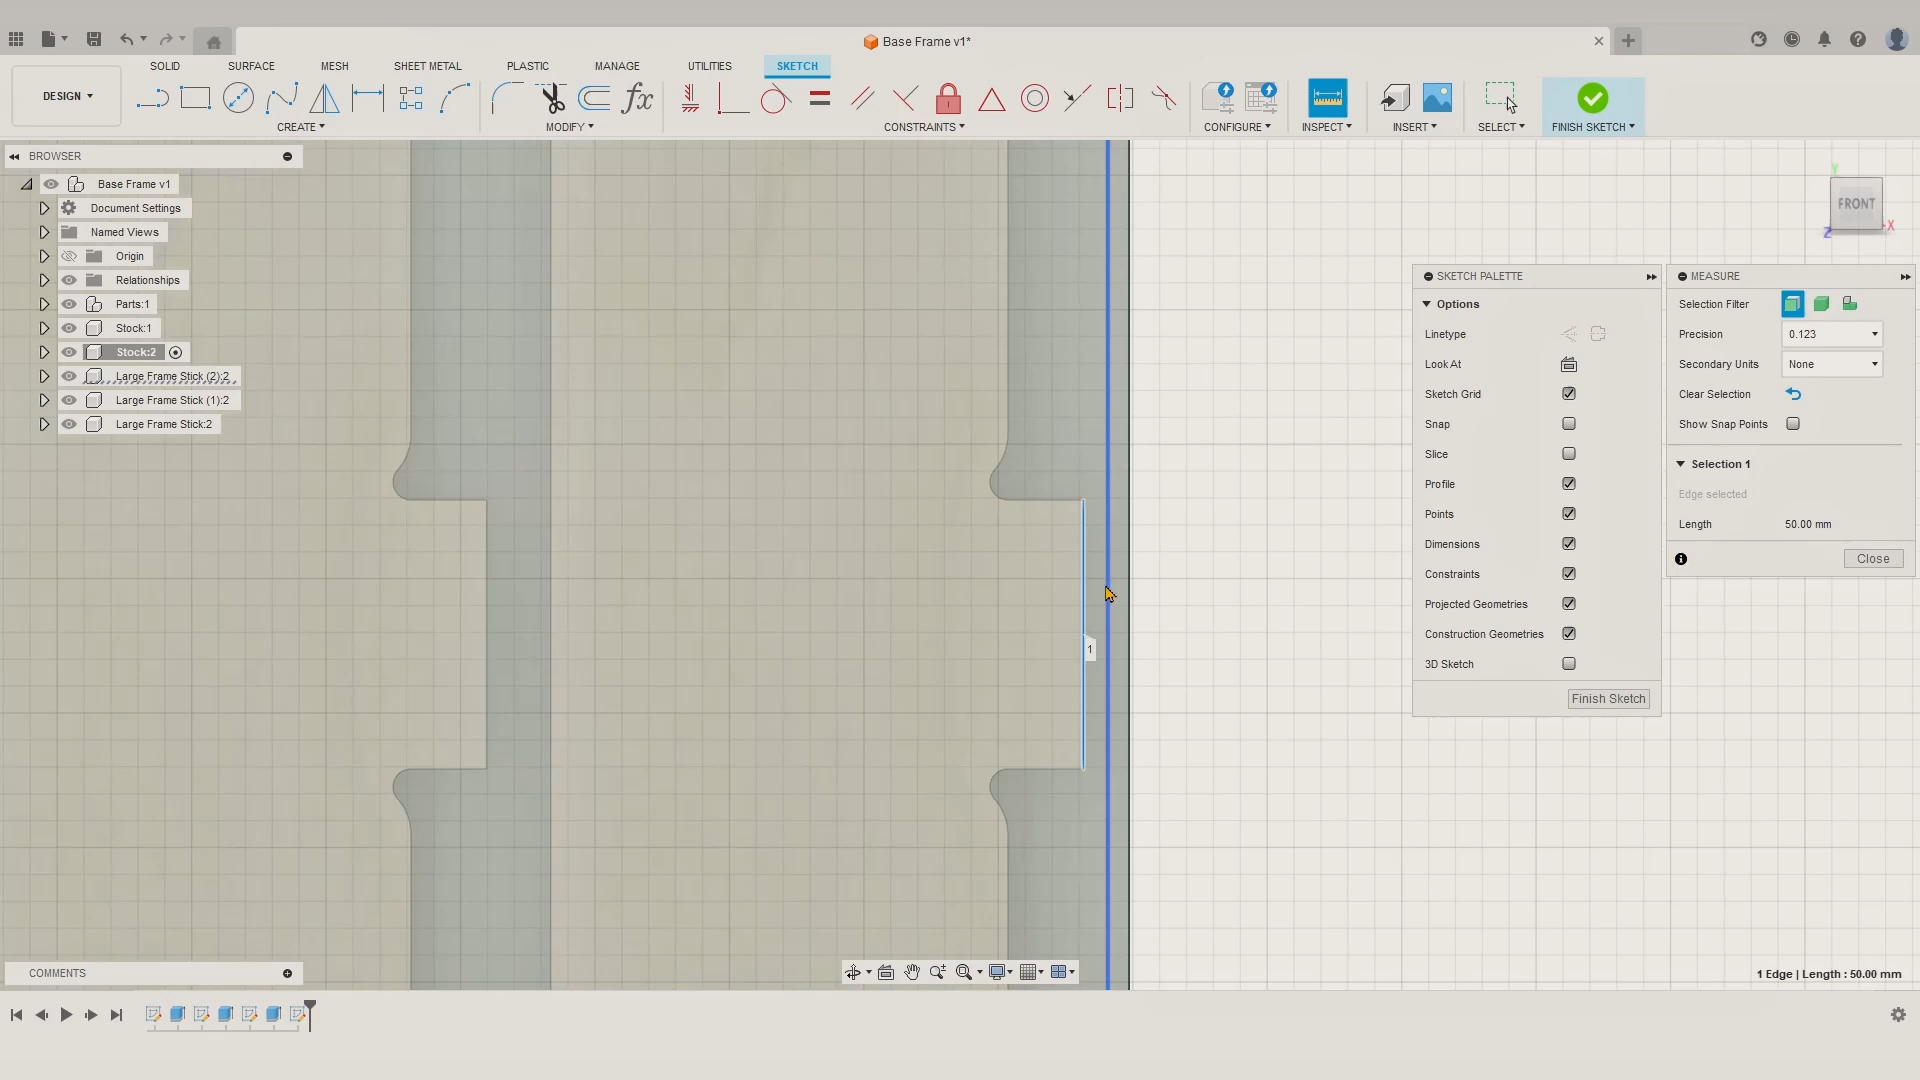 Base Frame v1*
SOLID SURFACE MESH SHEET METAL PLASTIC MANAGE UTILITIES SKETCH
DESIGN
fx
CREATE MODIFY CONSTRAINTS CONFIGURE INSPECT INSERT SELECT FINISH SKETCH
BROWSER
Base Frame v1
Document Settings
Named Views
Origin
Relationships
Parts:1
Stock:1
Stock:2
Large Frame Stick (2):2
Large Frame Stick (1):2
Large Frame Stick:2
Y
FRONT
X
Z
SKETCH PALETTE
Options
Linetype
Look At
Sketch Grid
Snap
Slice
Profile
Points
Dimensions
Constraints
Projected Geometries
Construction Geometries
3D Sketch
Finish Sketch
MEASURE
Selection Filter
Precision 0.123
Secondary Units None
Clear Selection
Show Snap Points
Selection 1
Edge selected
Length 50.00 mm
Close
1
COMMENTS
1 Edge | Length : 50.00 mm